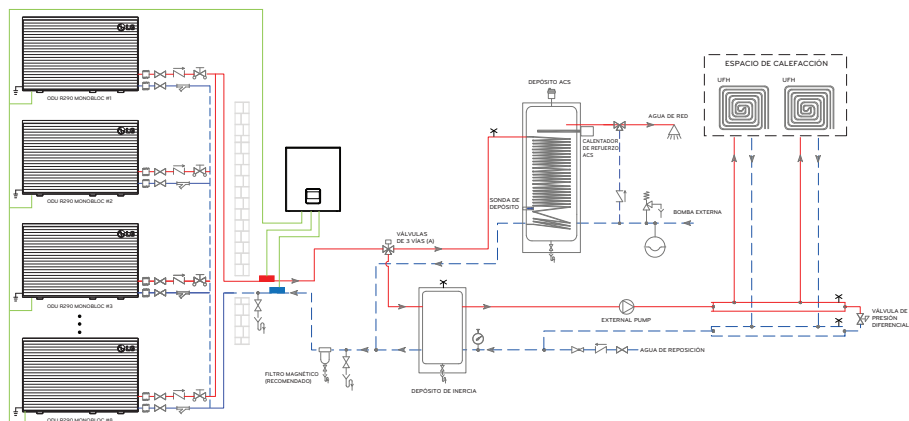 LG
ODU R290 MONOBLOC #1
LG
ODU R290 MONOBLOC #2
LG
ODU R290 MONOBLOC #3
LG
ODU R290 MONOBLOC #6
VÁLVULAS
DE 3 VÍAS (A)
DEPÓSITO ACS
AGUA DE RED
CALENTADOR
DE REFUERZO
ACS
SONDA DE
DEPÓSITO
BOMBA EXTERNA
ESPACIO DE CALEFACCIÓN
UFH
UFH
EXTERNAL PUMP
VÁLVULA DE
PRESIÓN
DIFERENCIAL
AGUA DE REPOSICIÓN
FILTRO MAGNÉTICO
(RECOMENDADO)
DEPÓSITO DE INERCIA